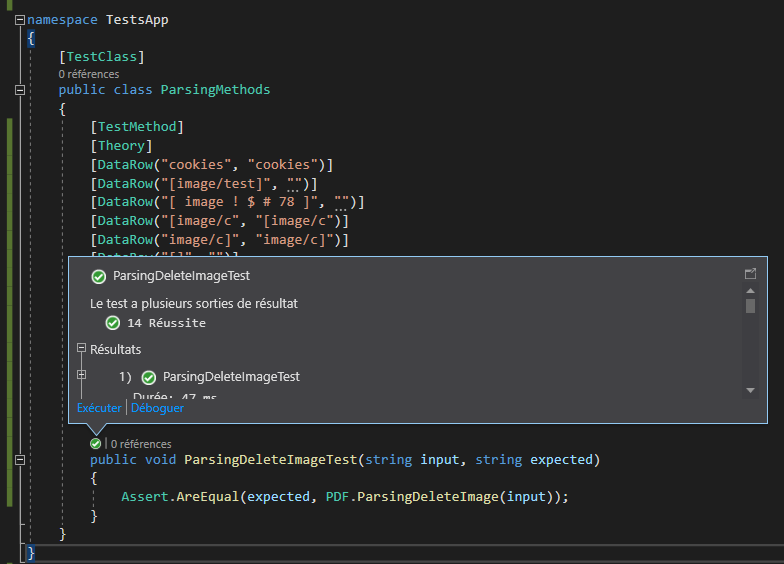 namespace TestsApp
{
[TestClass]
0 références
public class ParsingMethods
{
[TestMethod]
[Theory]
[DataRow("cookies", "cookies")]
[DataRow("[image/test]", "")]
[DataRow("[ image ! $ # 78 ]", "")]
[DataRow("[image/c", "[image/c")]
[DataRow("image/c]", "image/c]")]
[DataRow("[]", "")]
ParsingDeleteImageTest
Le test a plusieurs sorties de résultat
14 Réussite
Résultats
1) ParsingDeleteImageTest
Durée: 47 ms
Exécuter | Déboguer
| 0 références
public void ParsingDeleteImageTest(string input, string expected)
{
Assert.AreEqual(expected, PDF.ParsingDeleteImage(input));
}
}
}